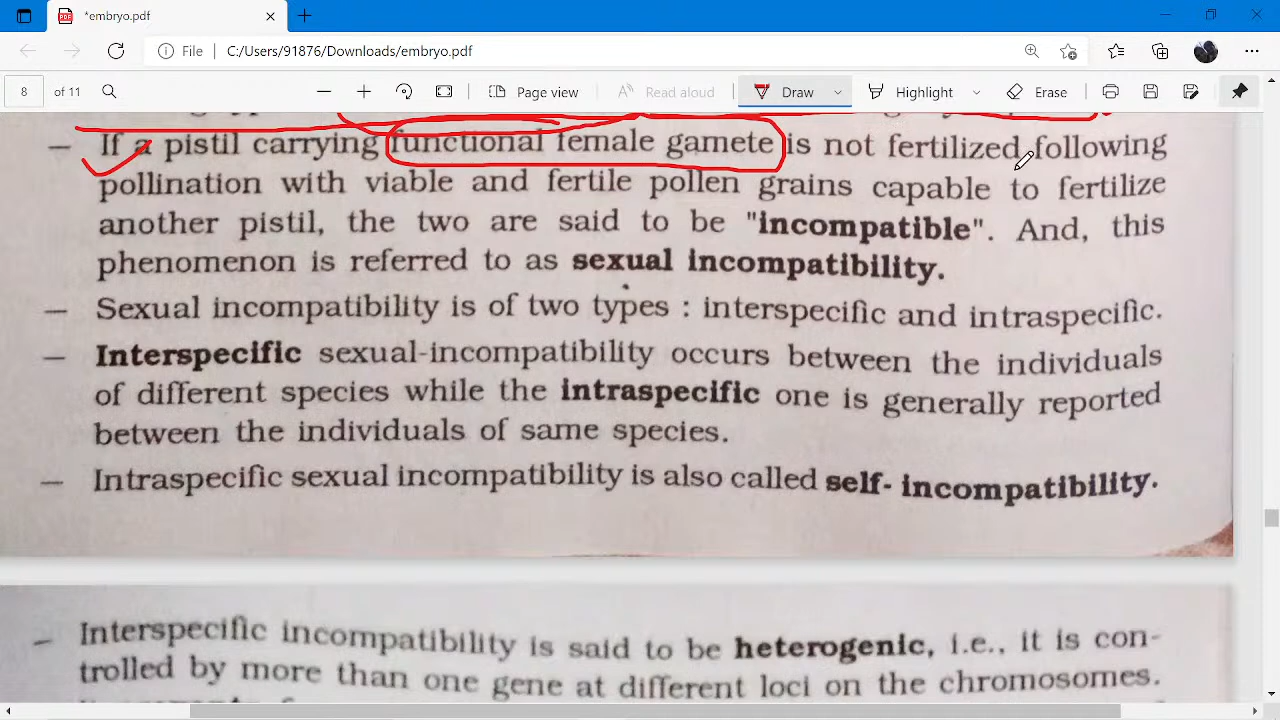 *embryo.pdf
File C:/Users/91876/Downloads/embryo.pdf
8 of 11 Page view Read aloud Draw Highlight Erase
– If a pistil carrying functional female gamete is not fertilized following
pollination with viable and fertile pollen grains capable to fertilize
another pistil, the two are said to be "incompatible". And, this
phenomenon is referred to as sexual incompatibility.
– Sexual incompatibility is of two types : interspecific and intraspecific.
– Interspecific sexual-incompatibility occurs between the individuals
of different species while the intraspecific one is generally reported
between the individuals of same species.
– Intraspecific sexual incompatibility is also called self- incompatibility.
– Interspecific incompatibility is said to be heterogenic, i.e., it is con-
trolled by more than one gene at different loci on the chromosomes.